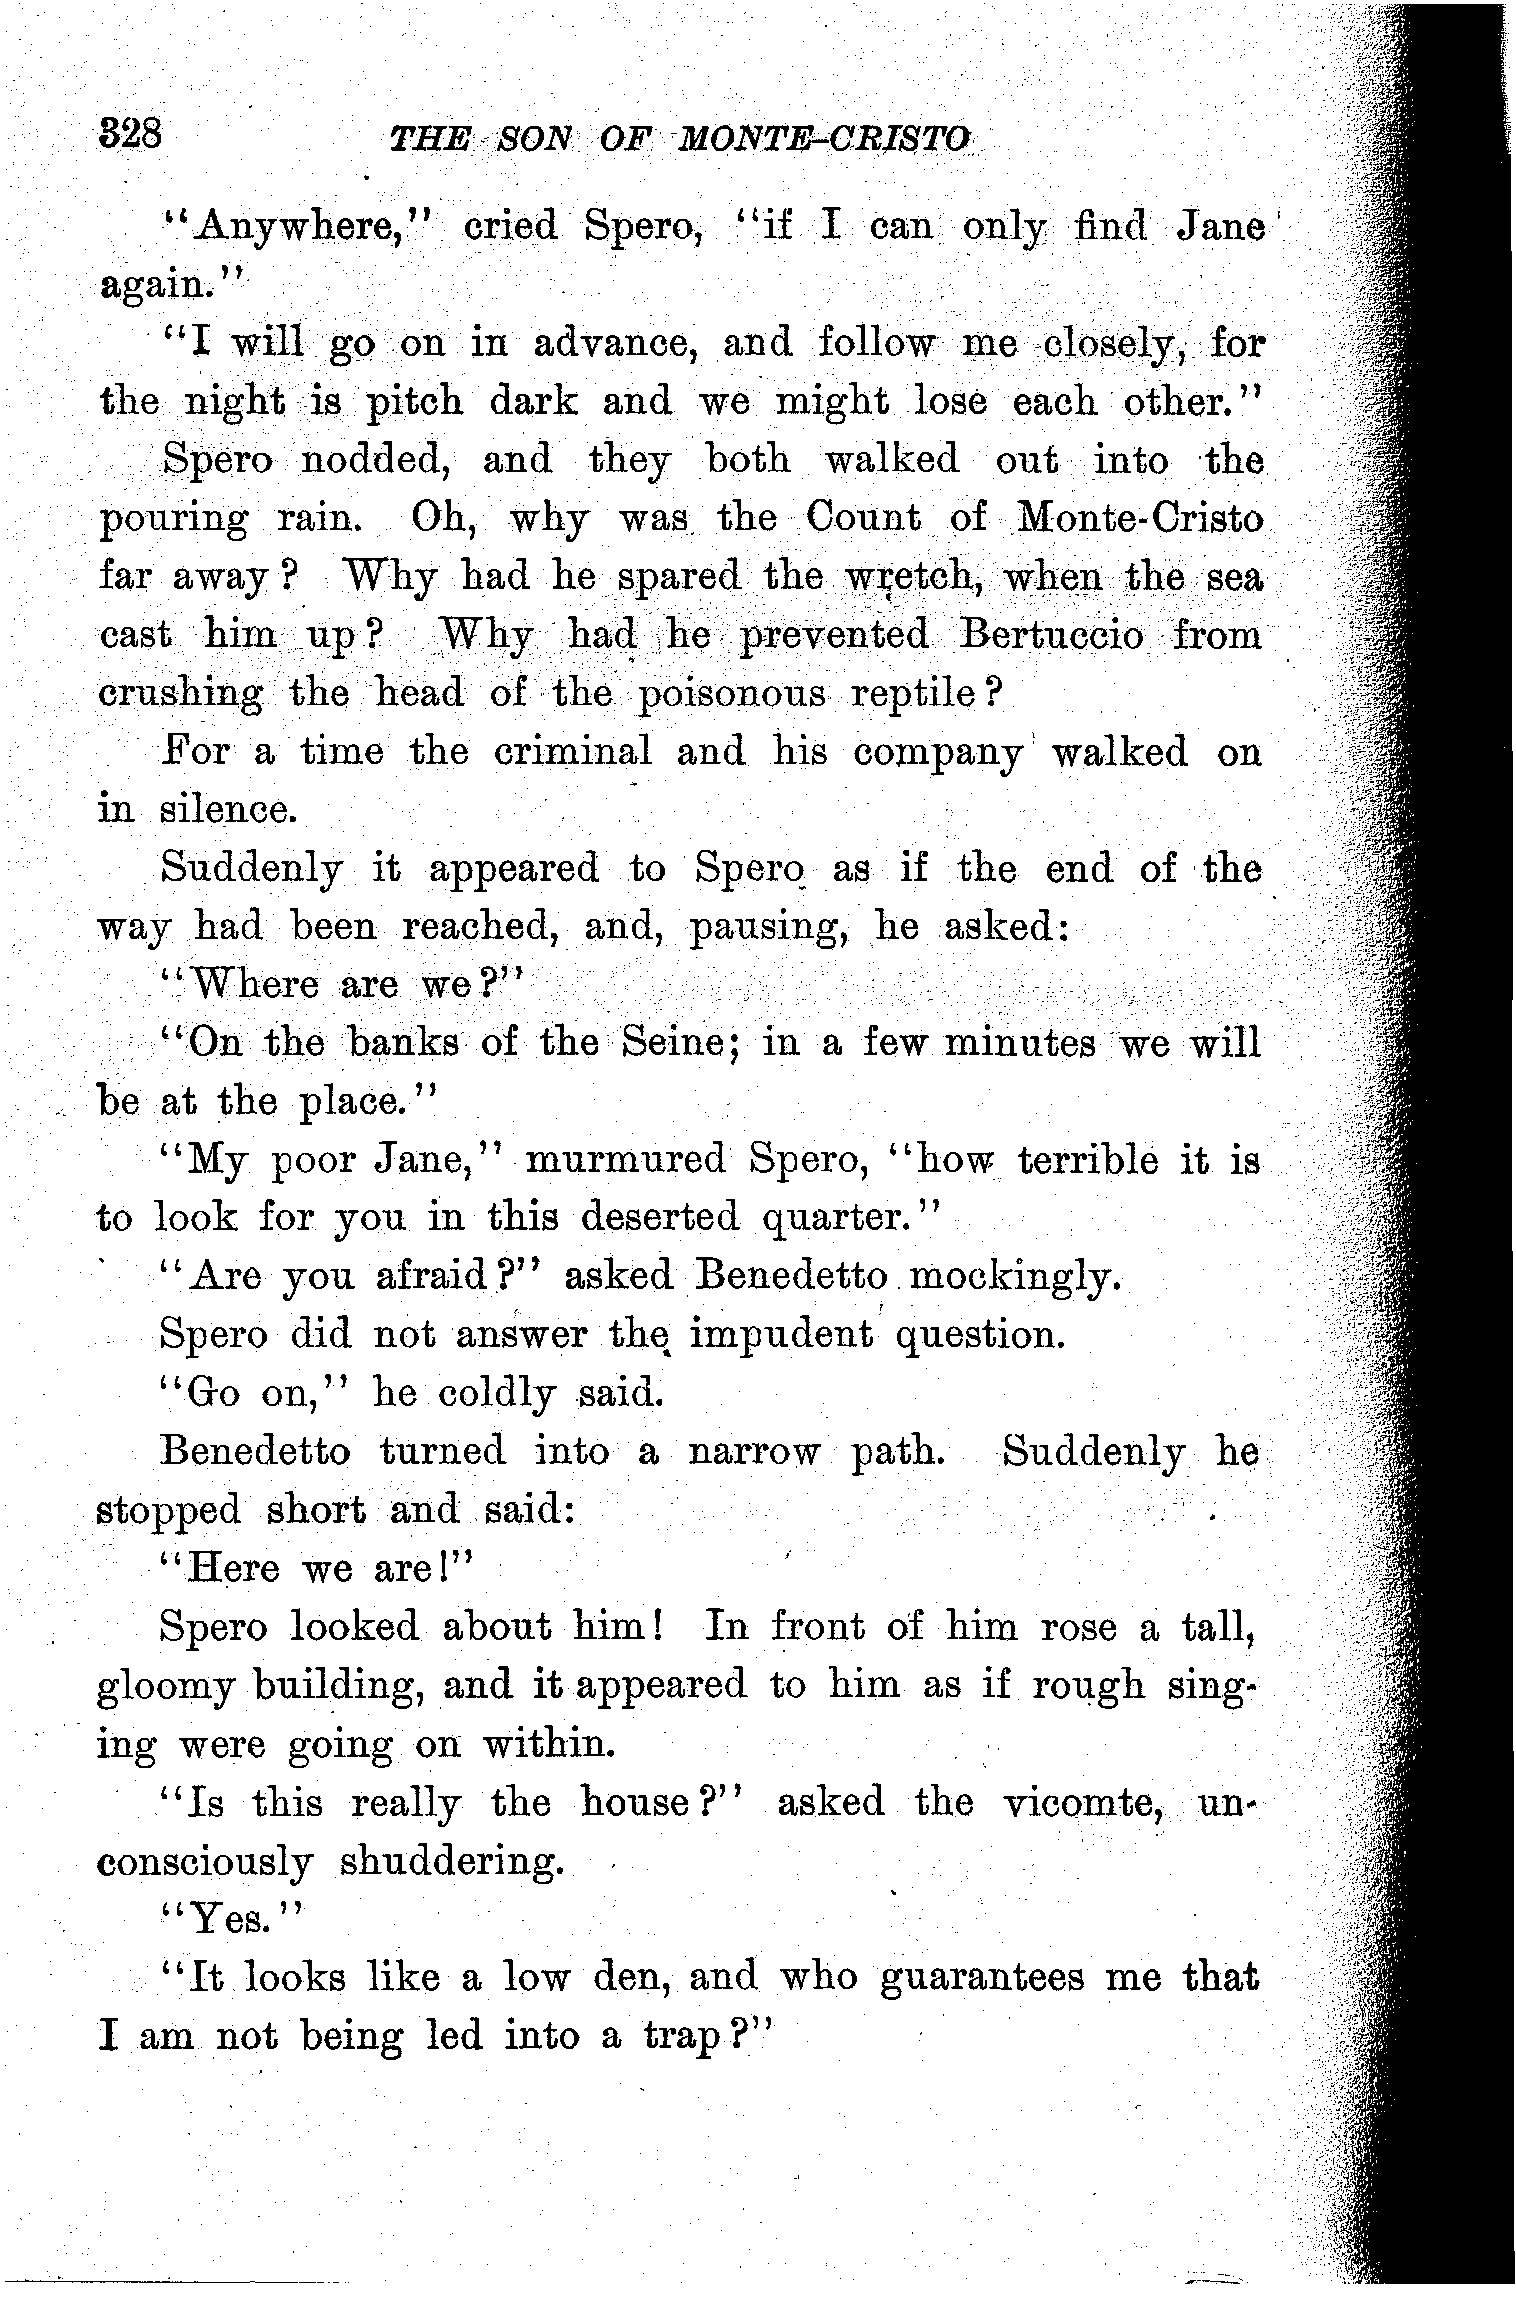 328 THE SON OF MONTE-CRISTO
"Anywhere," cried Spero, "if I can only find Jane
again."
"I will go on in advance, and follow me closely, for
the night is pitch dark and we might lose each other."
Spero nodded, and they both walked out into the
pouring rain. Oh, why was the Count of Monte-Cristo
far away? Why had he spared the wretch, when the sea
cast him up? Why had he prevented Bertuccio from
crushing the head of the poisonous reptile?
For a time the criminal and his company walked on
in silence.
Suddenly it appeared to Spero as if the end of the
way had been reached, and, pausing, he asked:
"Where are we?"
"On the banks of the Seine; in a few minutes we will
be at the place."
"My poor Jane," murmured Spero, "how terrible it is
to look for you in this deserted quarter."
"Are you afraid?" asked Benedetto mockingly.
Spero did not answer the impudent question.
"Go on," he coldly said.
Benedetto turned into a narrow path. Suddenly he
stopped short and said:
"Here we are!"
Spero looked about him! In front of him rose a tall,
gloomy building, and it appeared to him as if rough sing-
ing were going on within.
"Is this really the house?" asked the vicomte, un-
consciously shuddering.
"Yes."
"It looks like a low den, and who guarantees me that
I am not being led into a trap?"